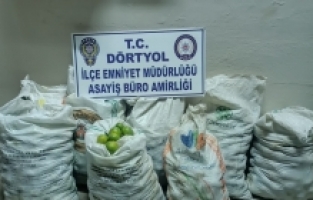 T.C.
DÖRTYOL
İLÇE EMNİYET MÜDÜRLÜĞÜ
ASAYİŞ BÜRO AMİRLİĞİ